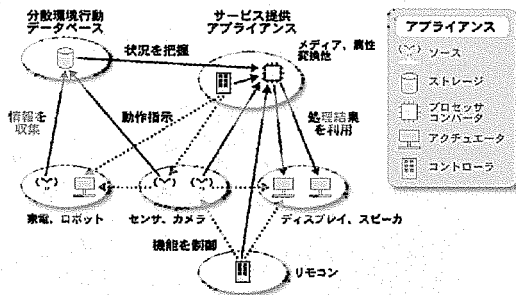 分散環境行動
データベース
サービス提供
アプライアンス
状況を把握
メディア、属性
変換他
情報を
収集
動作指示
処理結果
を利用
家電、ロボット
センサ、カメラ
ディスプレイ、スピーカ
機能を制御
リモコン
アプライアンス
ソース
ストレージ
プロセッサ
コンバータ
アクチュエータ
コントローラ